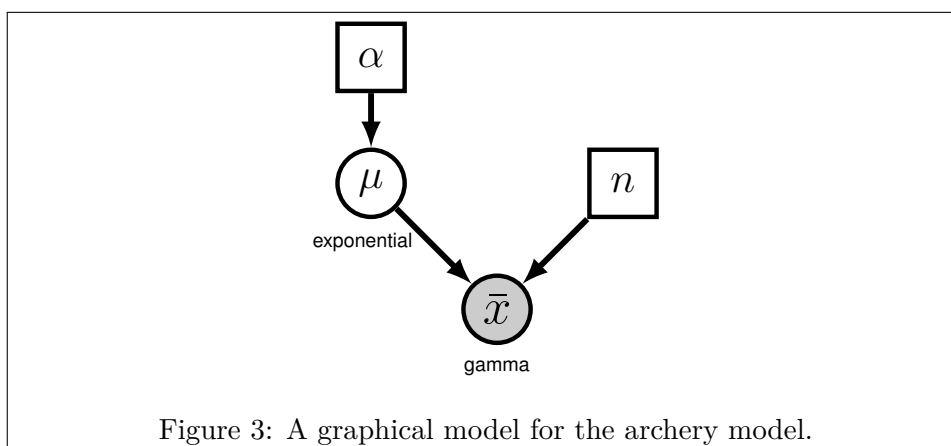 α
μ
n
exponential
x̄
gamma
Figure 3: A graphical model for the archery model.